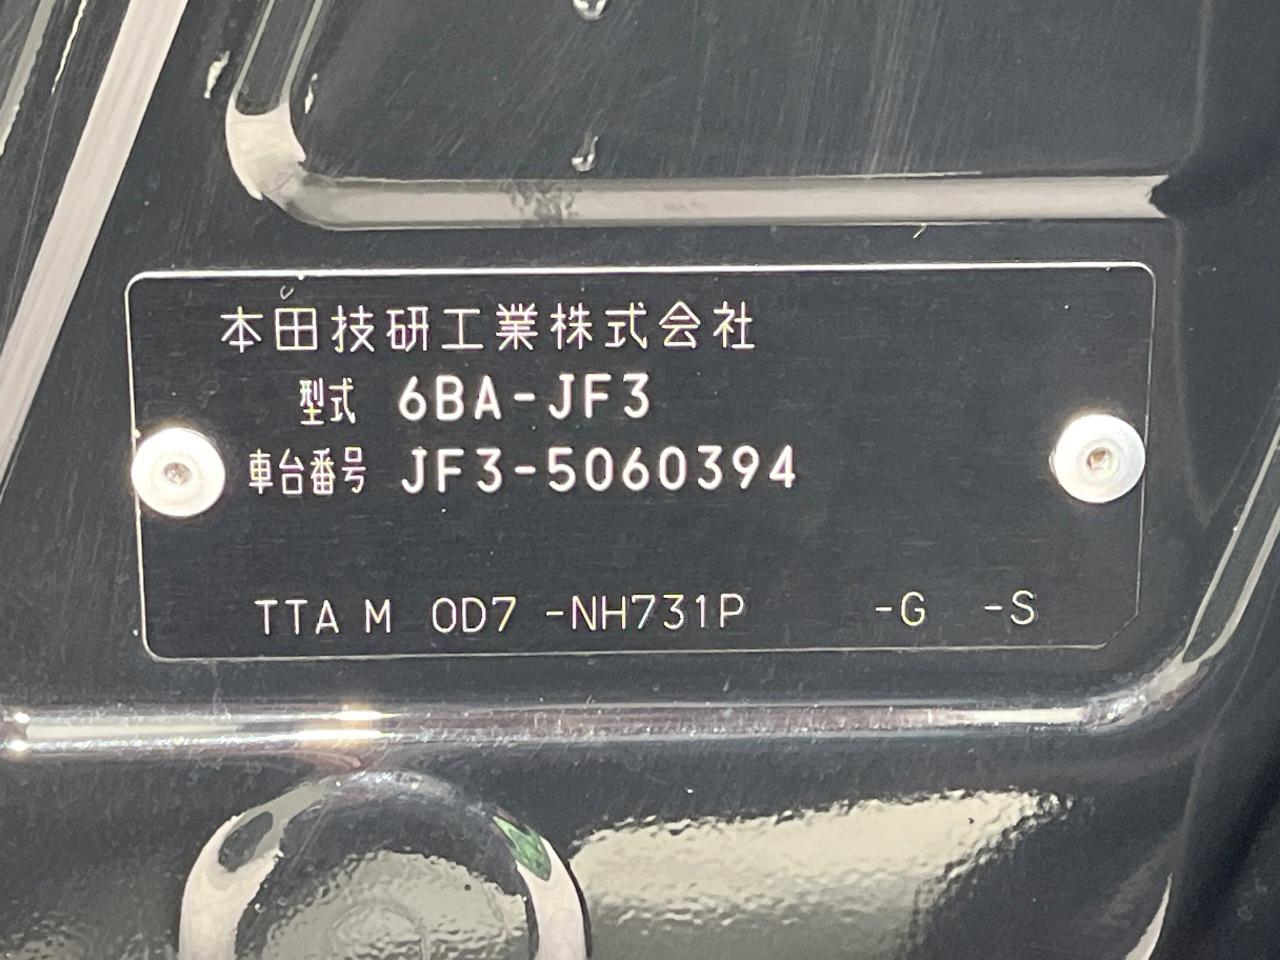 本田技研工業株式会社
型式 6BA-JF3
車台番号 JF3-5060394
TTA M 0D7 -NH731P -G -S